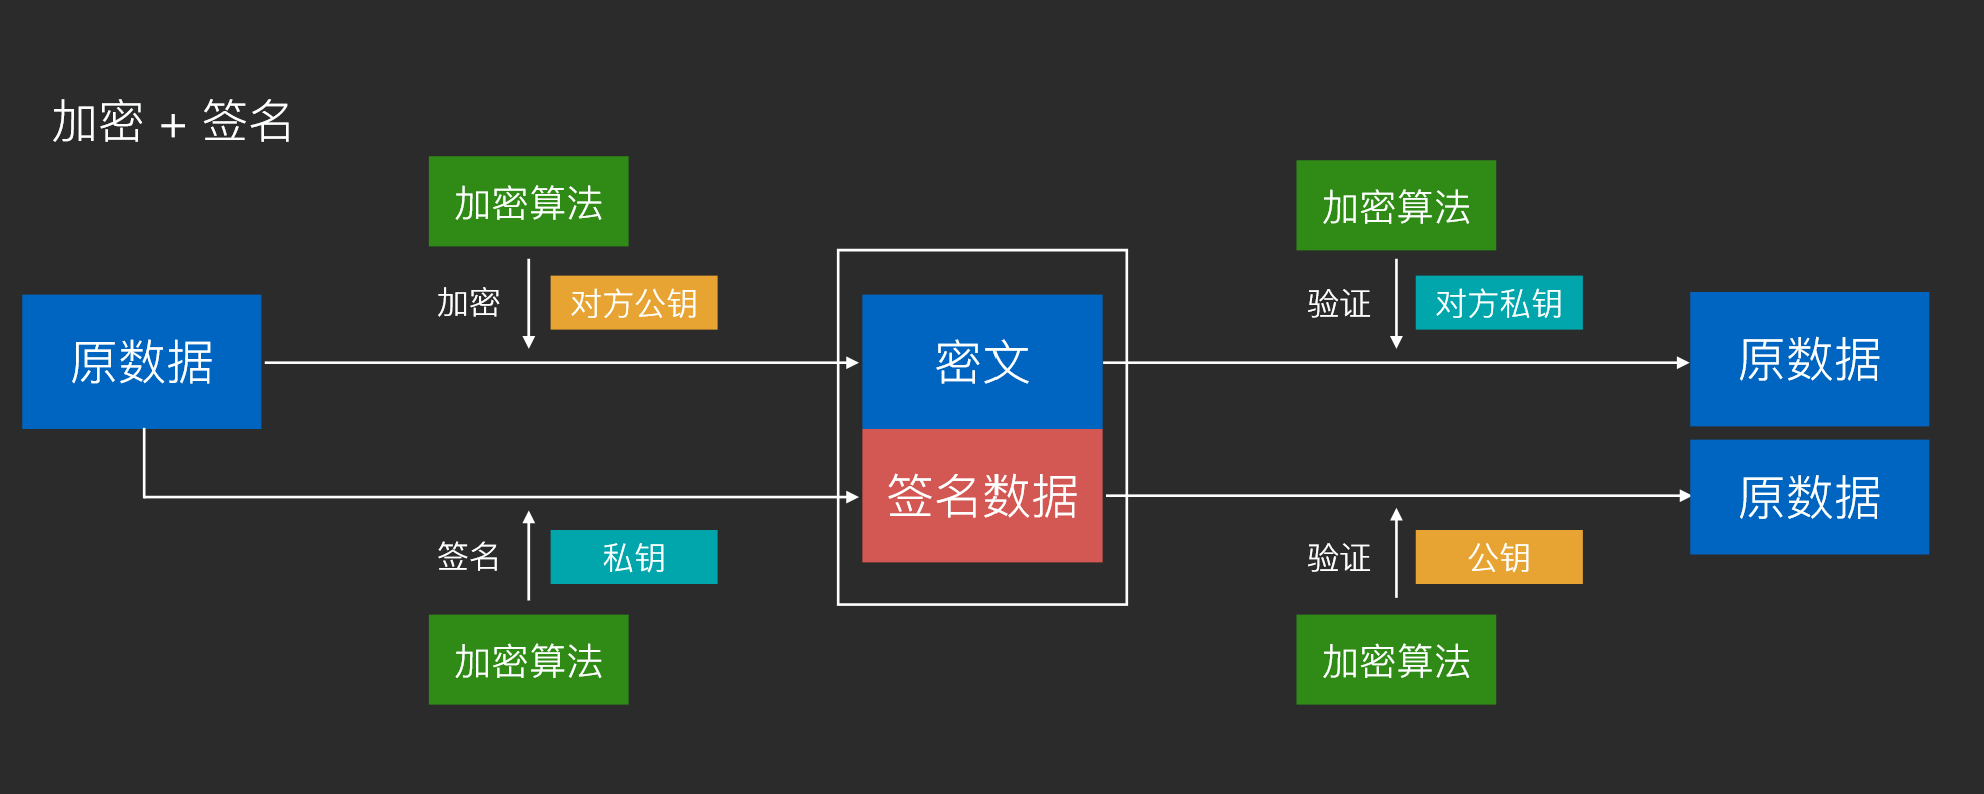 加密 + 签名
加密算法
加密算法
加密
对方公钥
验证
对方私钥
原数据
密文
原数据
签名数据
原数据
签名
私钥
验证
公钥
加密算法
加密算法